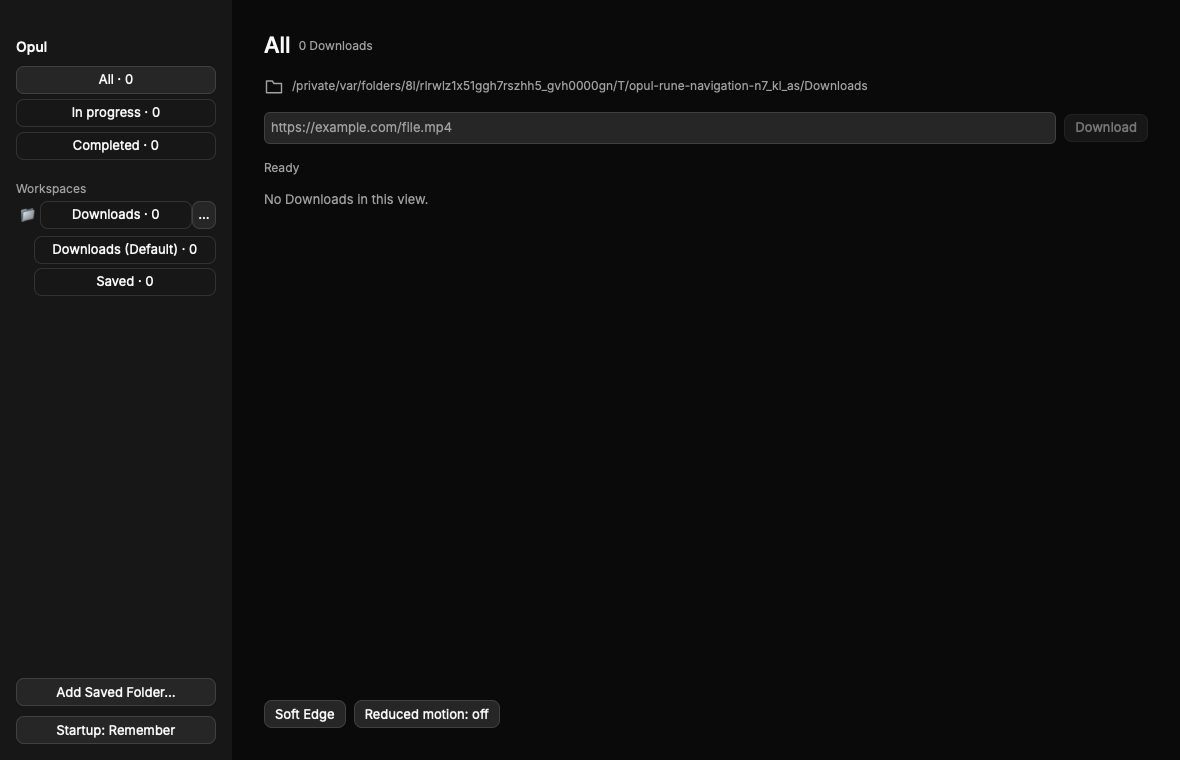 Opul
All · 0
In progress · 0
Completed · 0
Workspaces
Downloads · 0
...
Downloads (Default) · 0
Saved · 0
Add Saved Folder...
Startup: Remember
All 0 Downloads
/private/var/folders/8l/rlrwlz1x51ggh7rszhh5_gvh0000gn/T/opul-rune-navigation-n7_kl_as/Downloads
https://example.com/file.mp4
Download
Ready
No Downloads in this view.
Soft Edge
Reduced motion: off